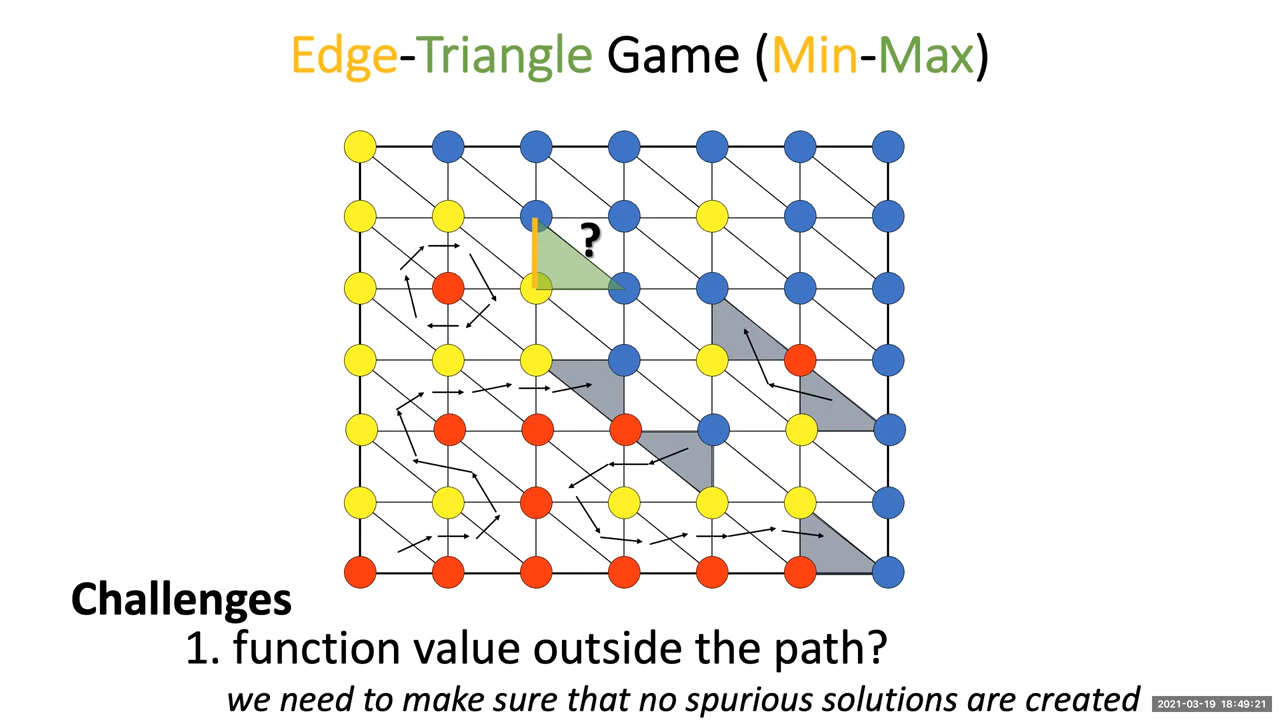 Edge-Triangle Game (Min-Max)
?
Challenges
1. function value outside the path?
we need to make sure that no spurious solutions are created
2021-03-19 18:49:21